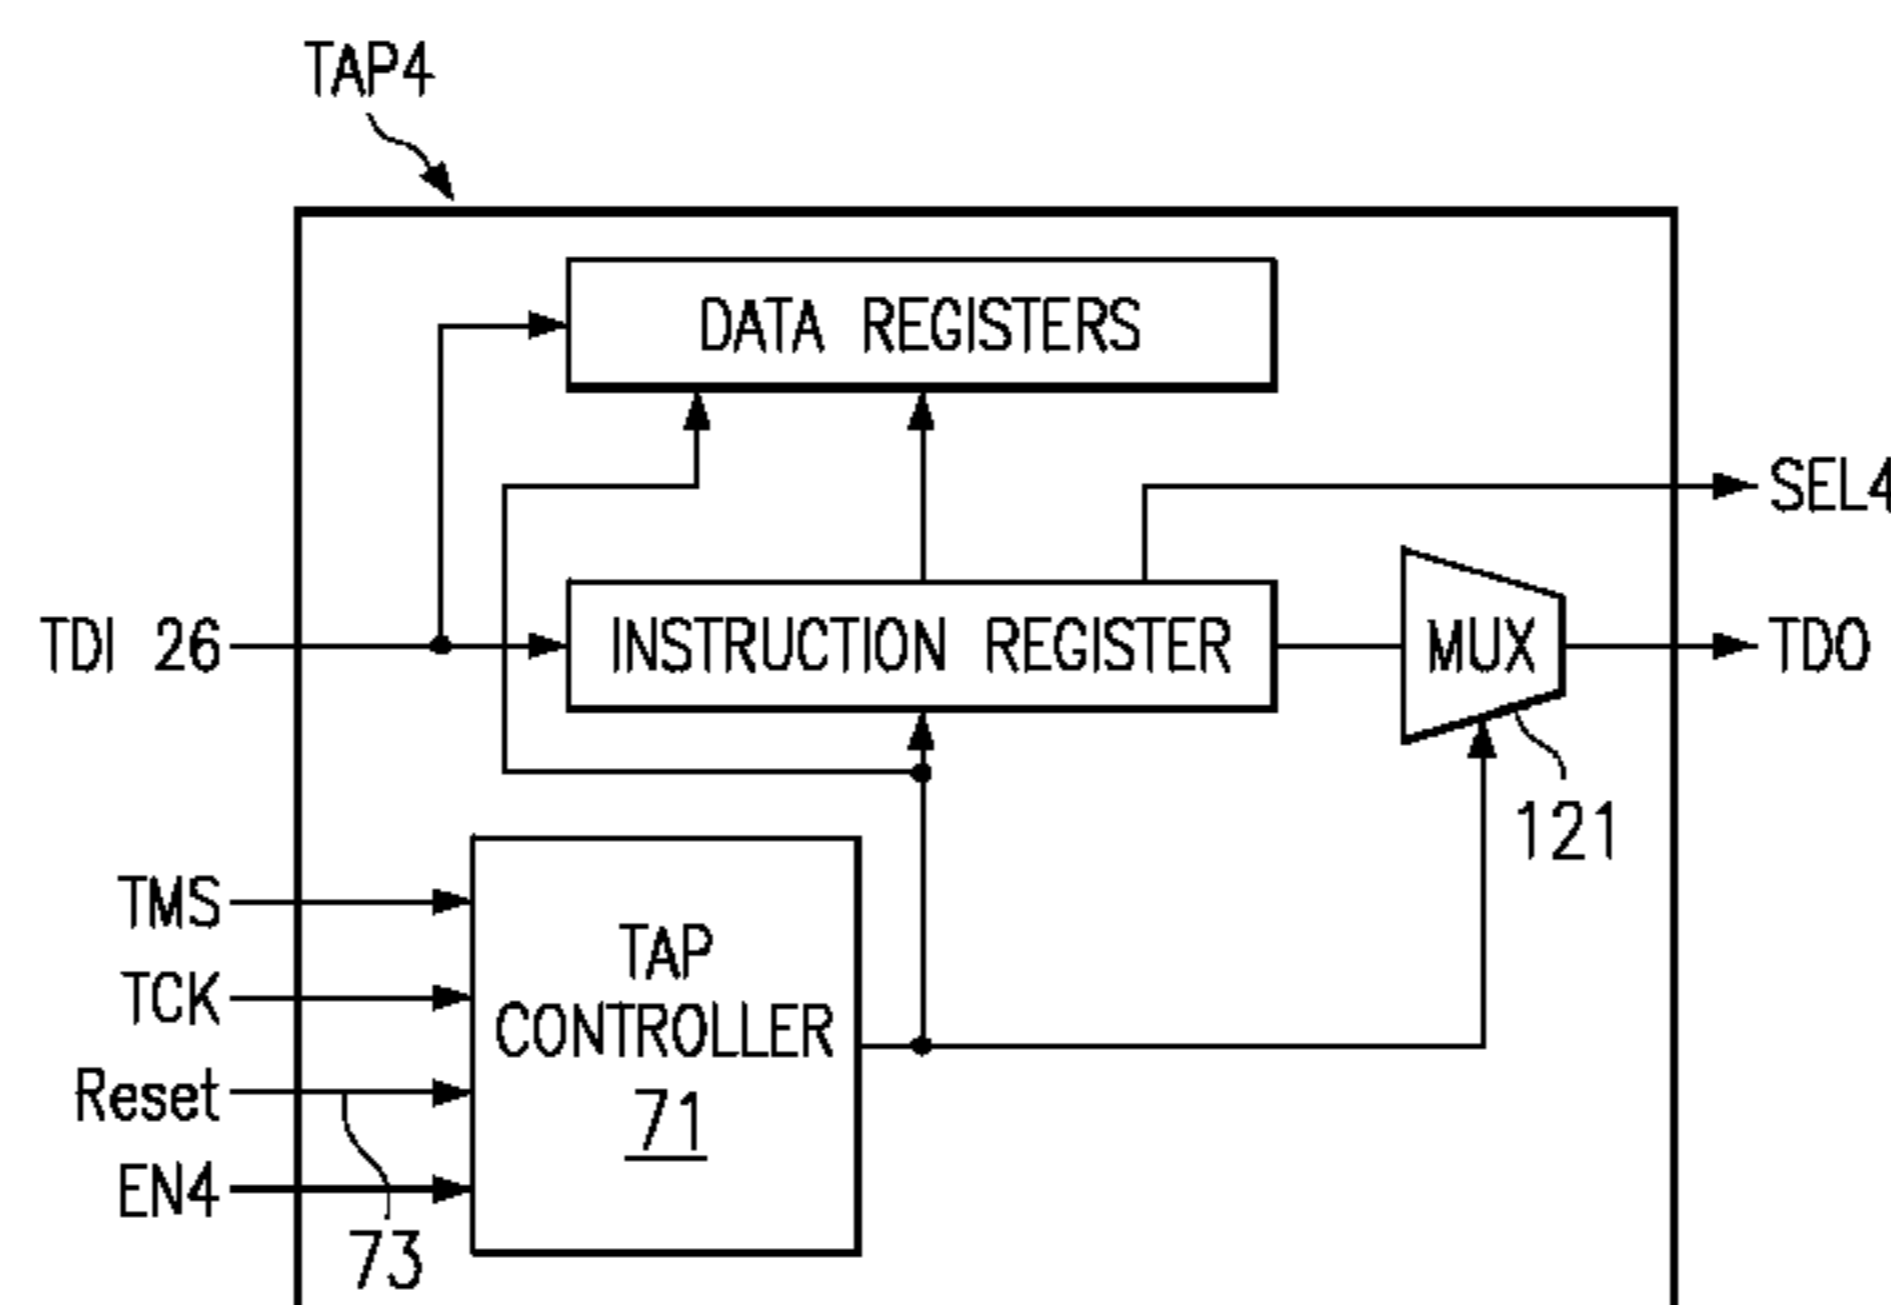 TAP4
DATA REGISTERS
SEL4
TDI 26
INSTRUCTION REGISTER
MUX
TDO
121
TMS
TAP
TCK
CONTROLLER
Reset
71
EN4
73